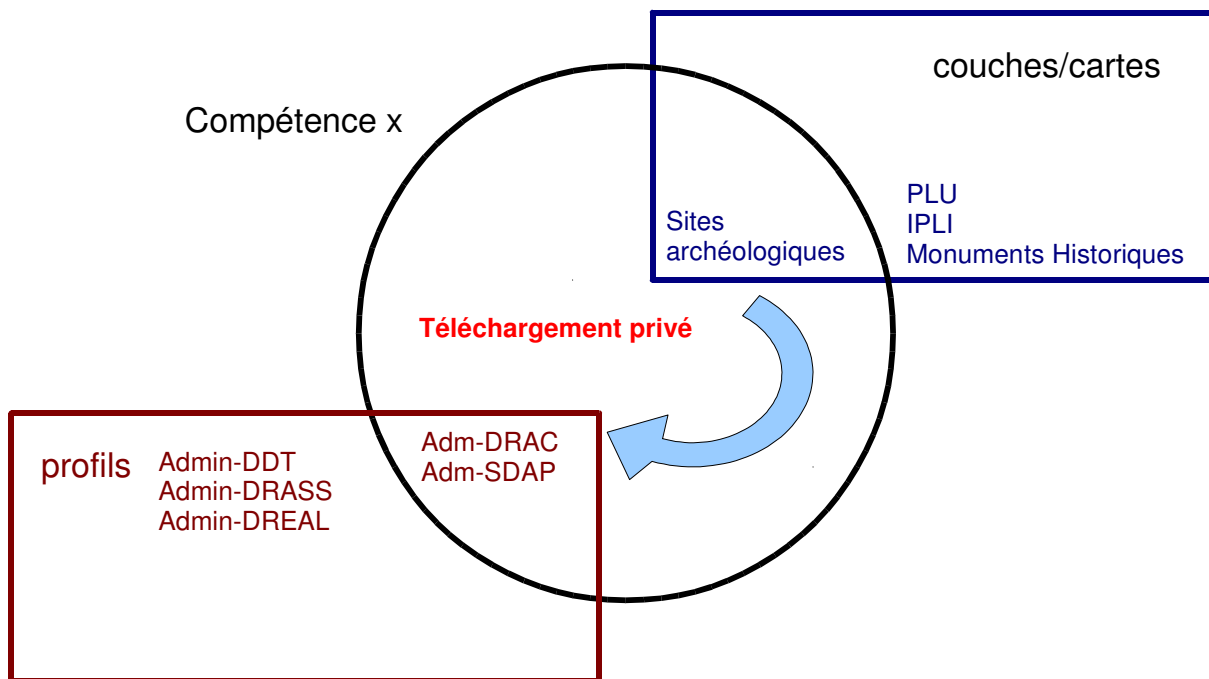 couches/cartes
Compétence x
Sites
archéologiques
PLU
IPLI
Monuments Historiques
Téléchargement privé
profils
Admin-DDT
Admin-DRASS
Admin-DREAL
Adm-DRAC
Adm-SDAP